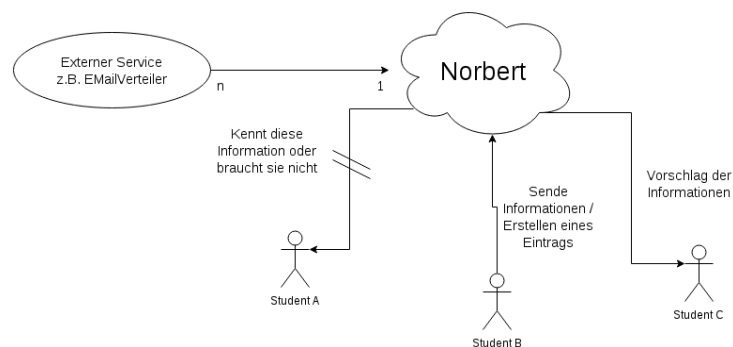 Externer Service
z.B. EMailVerteiler
n
1
Norbert
Kennt diese
Information oder
braucht sie nicht
Sende
Informationen /
Erstellen eines
Eintrags
Vorschlag der
Informationen
Student A
Student B
Student C